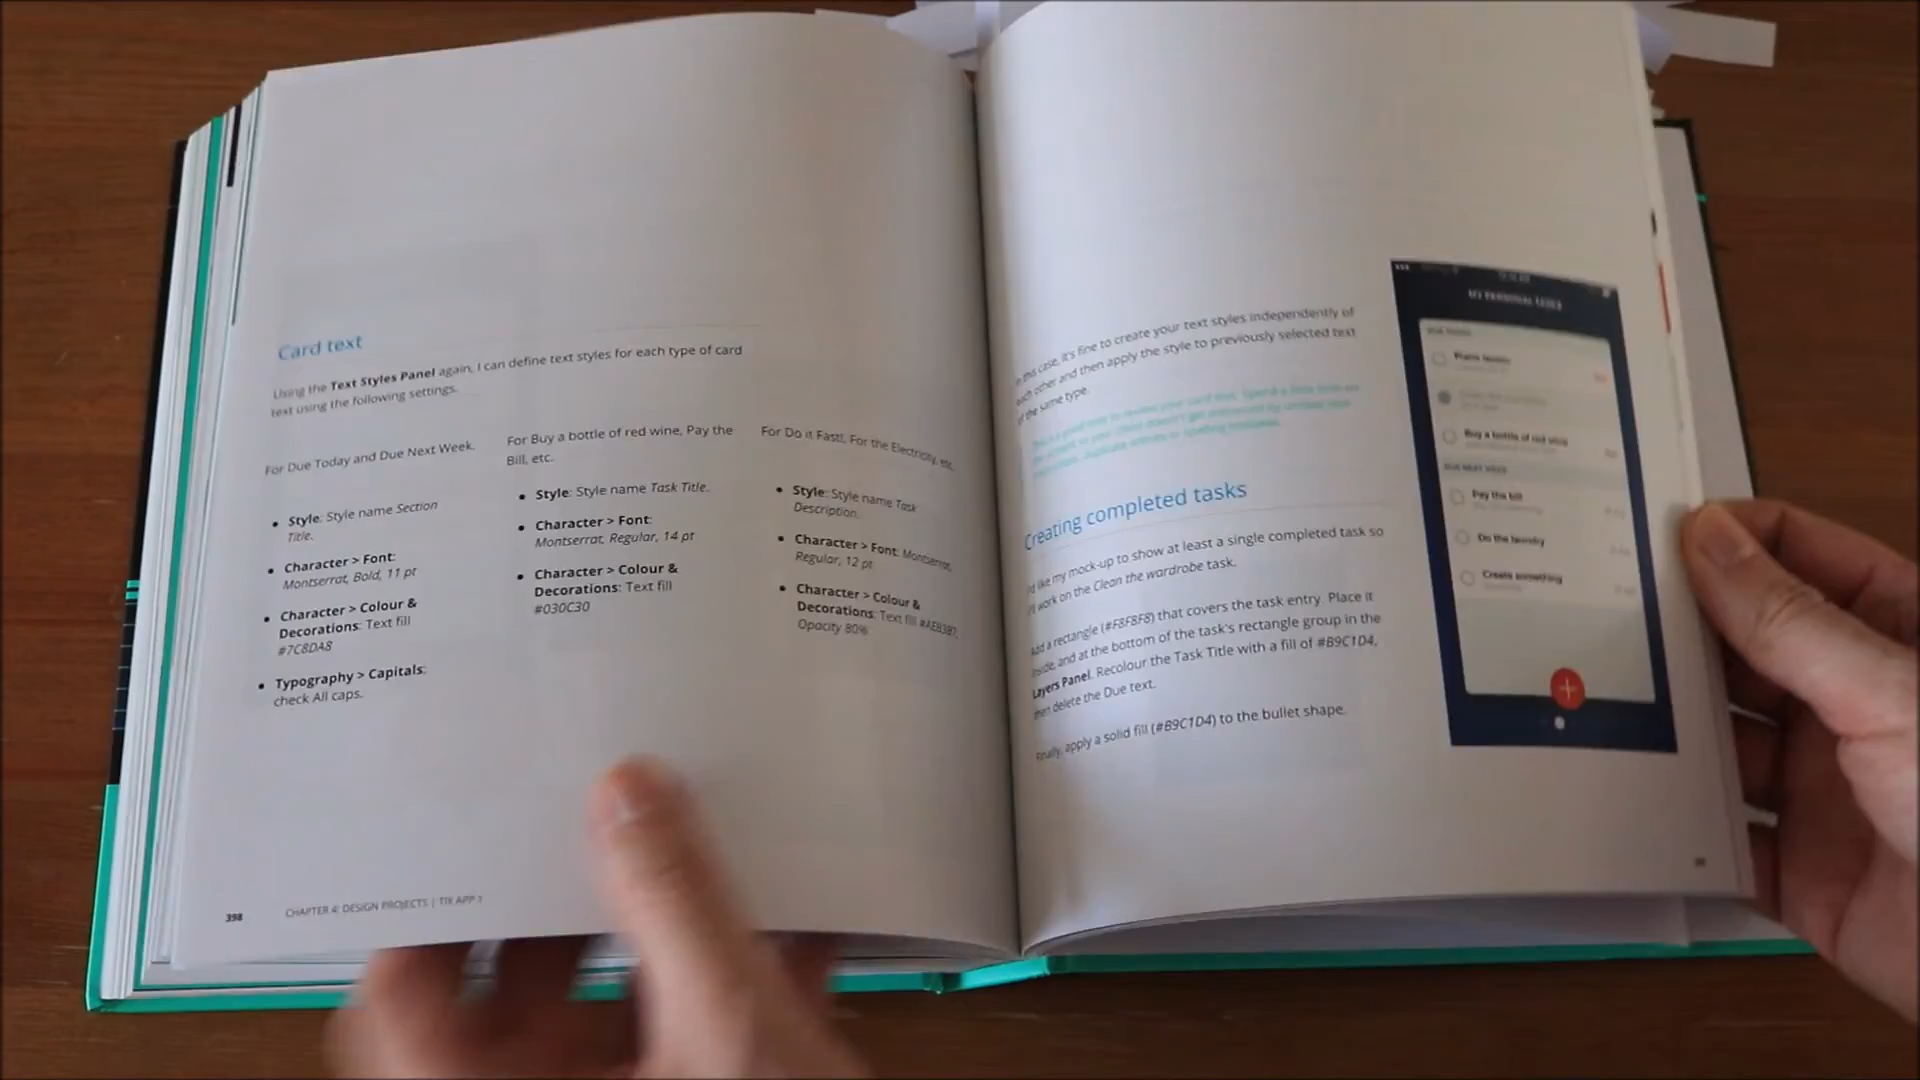 Card text
Using the Text Styles Panel again, I can define text styles for each type of card
text using the following settings.
For Due Today and Due Next Week.
• Style: Style name Section
Title.
• Character > Font:
Montserrat, Bold, 11 pt
• Character > Colour &
Decorations: Text fill
#7C8DA8
• Typography > Capitals:
check All caps.
For Buy a bottle of red wine, Pay the
Bill, etc.
• Style: Style name Task Title.
• Character > Font:
Montserrat, Regular, 14 pt
• Character > Colour &
Decorations: Text fill
#030C30
For Do it Fast!, For the Electricity, etc.
• Style: Style name Task
Description.
• Character > Font: Montserrat,
Regular, 12 pt
• Character > Colour &
Decorations: Text fill
Opacity 80%
398 CHAPTER 4: DESIGN PROJECTS | TIX APP 1
In this case, it's fine to create your text styles independently of
each other and then apply the style to previously selected text
of the same type.
Creating completed tasks
I'd like my mock-up to show at least a single completed task so
I'll work on the Clean the wardrobe task.
Add a rectangle (#F8F8F8) that covers the task entry. Place it
inside, and at the bottom of the task's rectangle group in the
Layers Panel. Recolour the Task Title with a fill of #B9C1D4,
then delete the Due text.
Finally, apply a solid fill (#B9C1D4) to the bullet shape.
MY PERSONAL TASKS
Buy a bottle of red wine
DUE NEXT WEEK
Pay the bill
Do the laundry
Create something